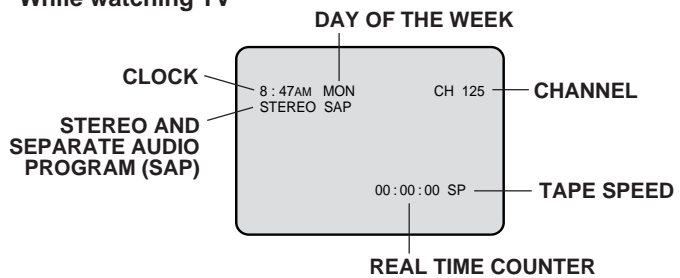 While watching TV
DAY OF THE WEEK
CLOCK
8 : 47AM MON
CH 125
CHANNEL
STEREO SAP
STEREO AND
SEPARATE AUDIO
PROGRAM (SAP)
00 : 00 : 00 SP
TAPE SPEED
REAL TIME COUNTER